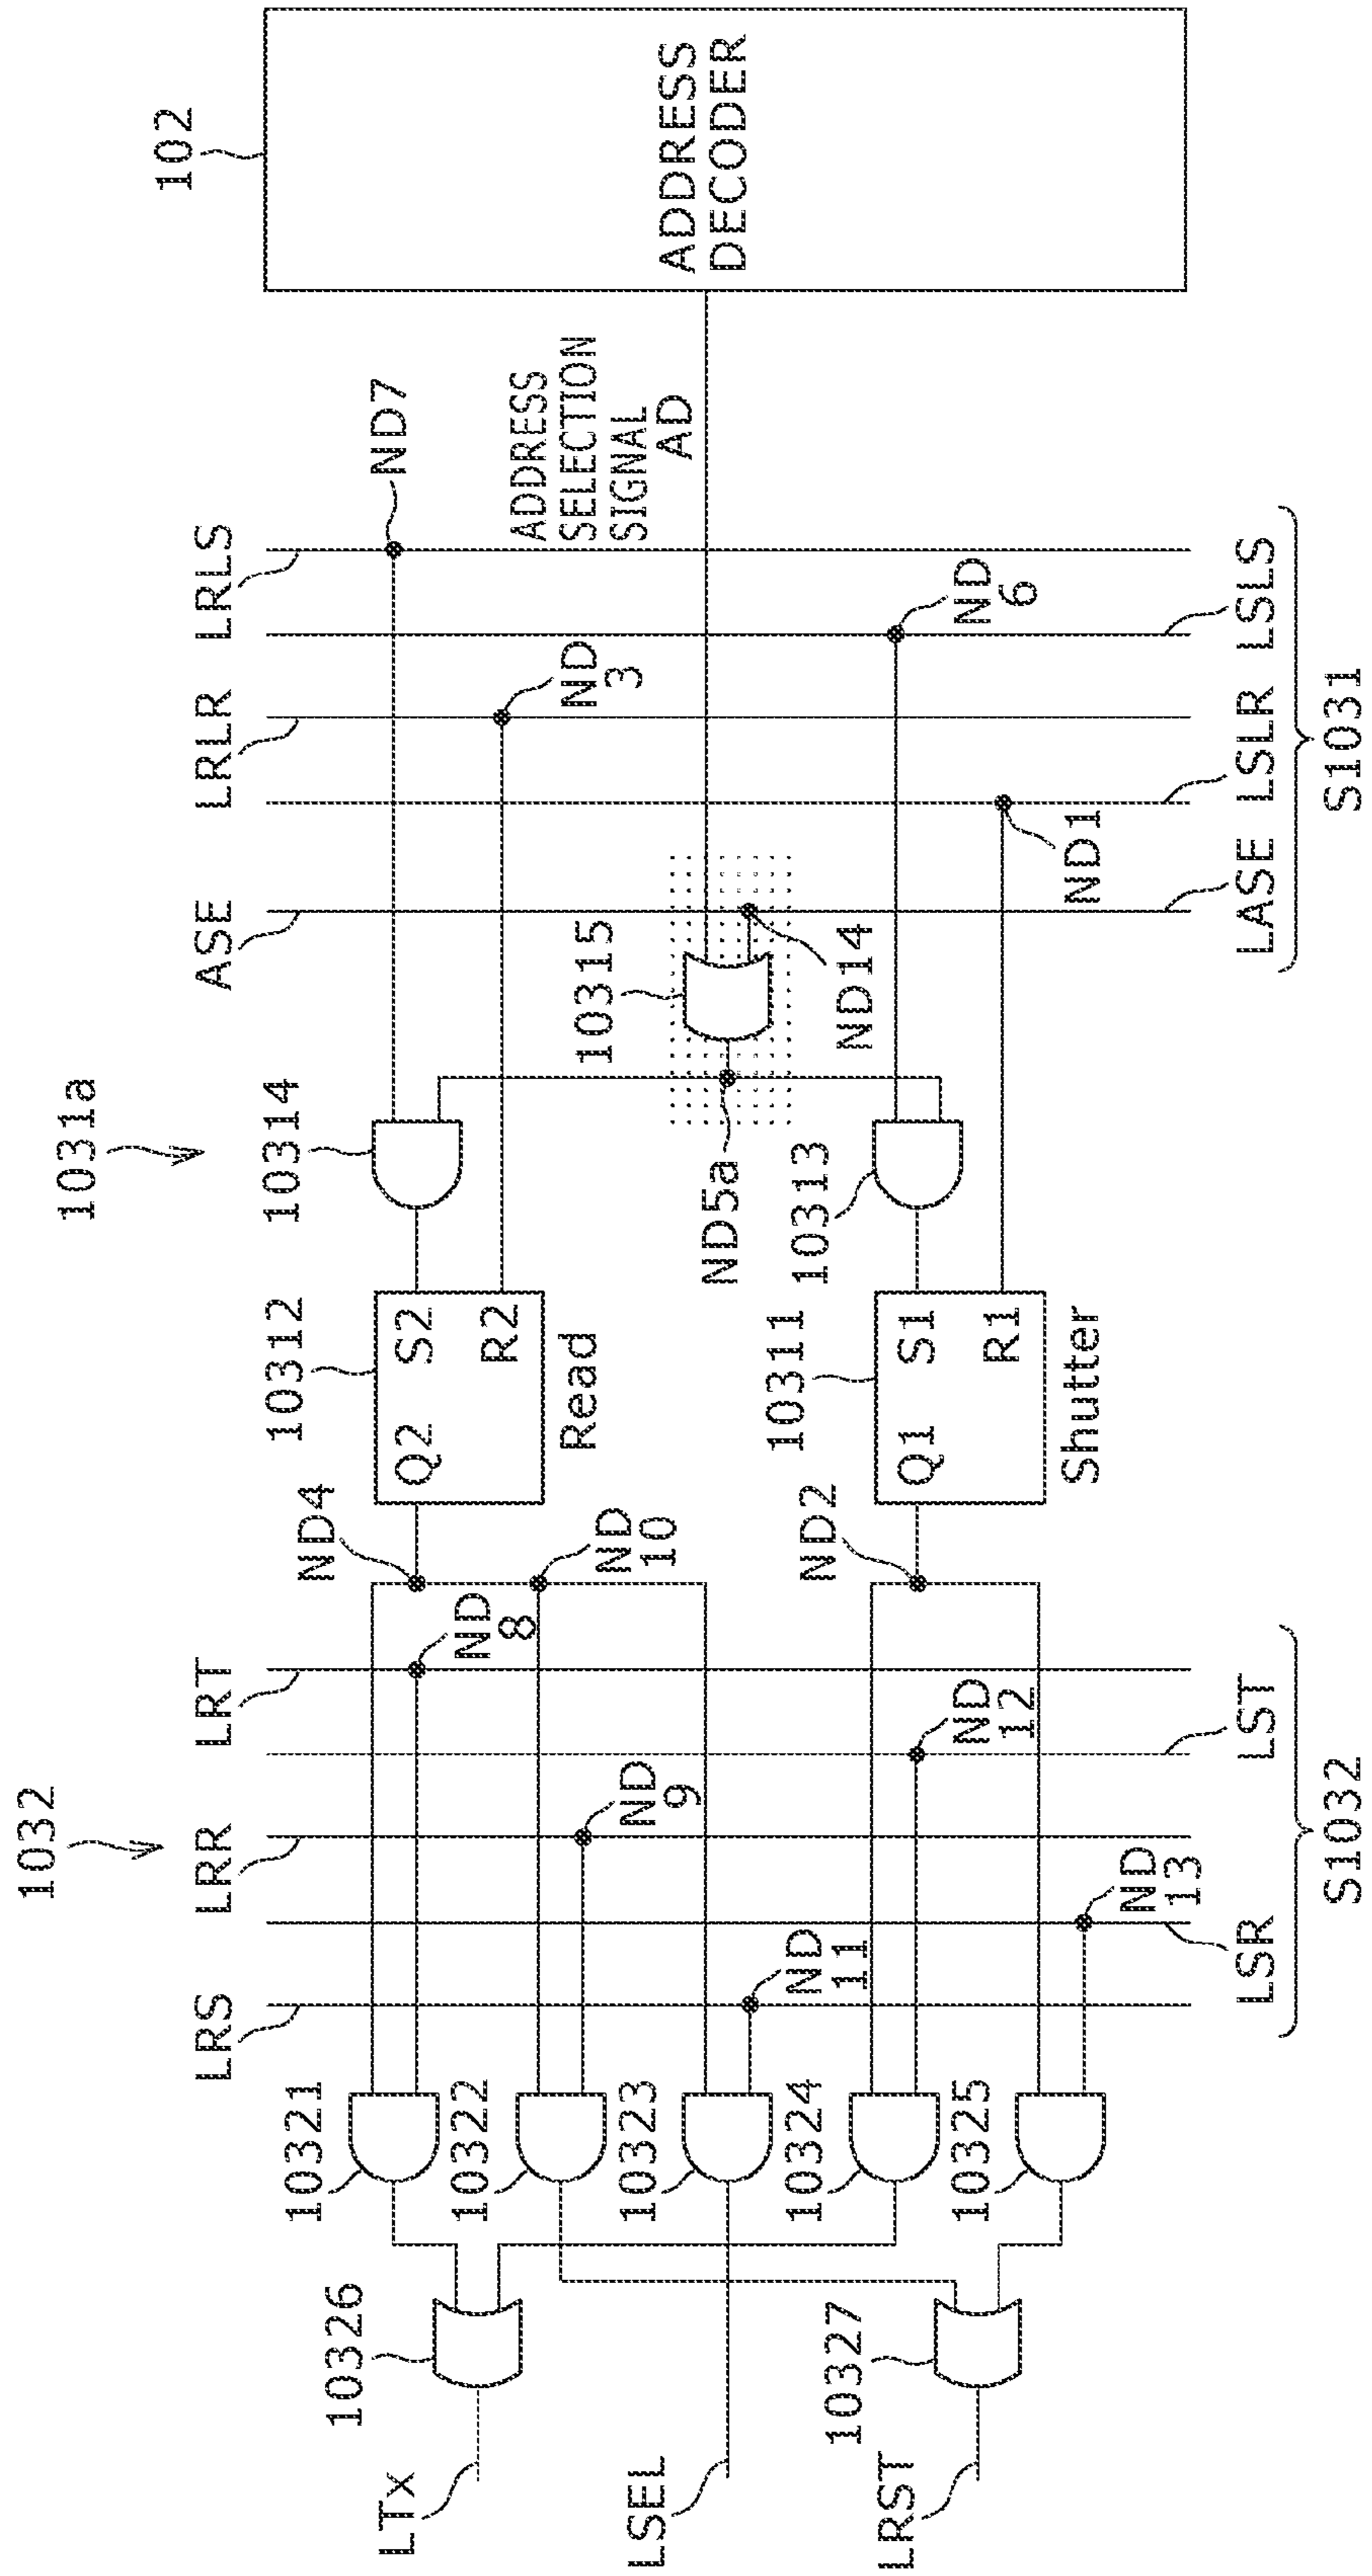 1032
1031a
102
LRS
LRR
LRT
ASE
LRLR
LRLS
10321
10312
10314
ND4
10326
ND7
LTx
Q2 S2
R2
Read
10322
ND
8
ADDRESS
SELECTION
SIGNAL
AD
ND
10
ND
3
10315
10323
ND
9
LSEL
ADDRESS
DECODER
ND5a
10311
10324
ND
11
ND2
10313
10327
ND14
LRST
Q1 S1
R1
Shutter
10325
ND
12
ND
6
ND1
ND
13
LSR
LST
LASE
LSLR
LSLS
S1032
S1031